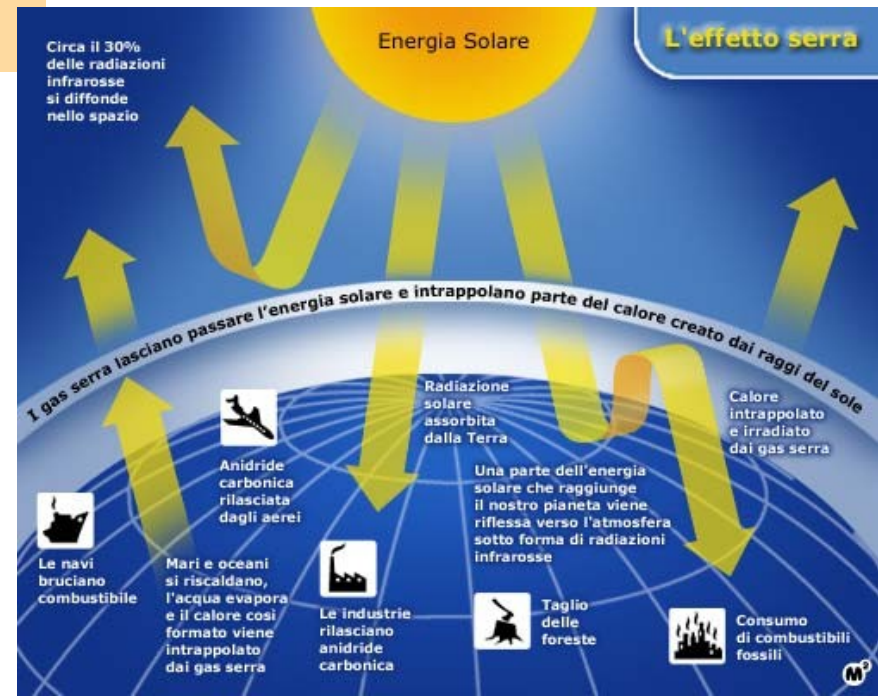 L'effetto serra
Energia Solare
Circa il 30%
delle radiazioni
infrarosse
si diffonde
nello spazio
I gas serra lasciano passare l'energia solare e intrappolano parte del calore creato dai raggi del sole
Radiazione
solare
assorbita
dalla Terra
Calore
intrappolato
e irradiato
dai gas serra
Anidride
carbonica
rilasciata
dagli aerei
Una parte dell'energia
solare che raggiunge
il nostro pianeta viene
riflessa verso l'atmosfera
sotto forma di radiazioni
infrarosse
Le navi
bruciano
combustibile
Mari e oceani
si riscaldano,
l'acqua evapora
e il calore cosi
formato viene
intrappolato
dai gas serra
Le industrie
rilasciano
anidride
carbonica
Taglio
delle
foreste
Consumo
di combustibili
fossili
M²